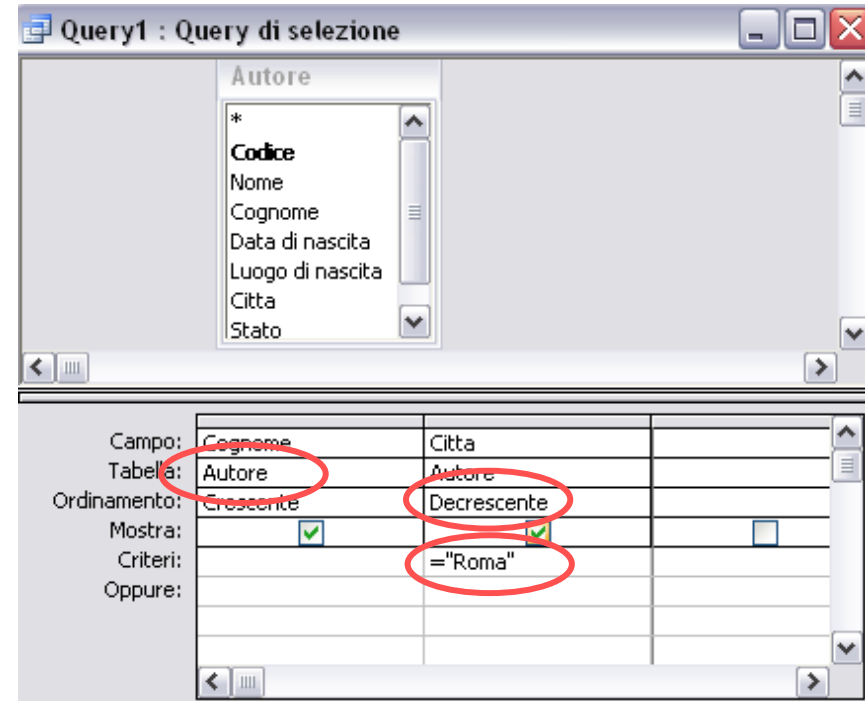 Query1 : Query di selezione
Autore
*
Codice
Nome
Cognome
Data di nascita
Luogo di nascita
Citta
Stato
Campo: Cognome Citta
Tabella: Autore Autore
Ordinamento: Crescente Decrescente
Mostra:
Criteri: ="Roma"
Oppure: